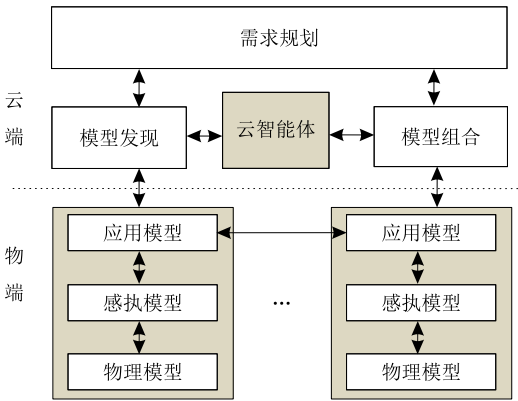 需求规划
云端
模型发现
云智能体
模型组合
物端
应用模型
应用模型
感执模型
...
感执模型
物理模型
物理模型